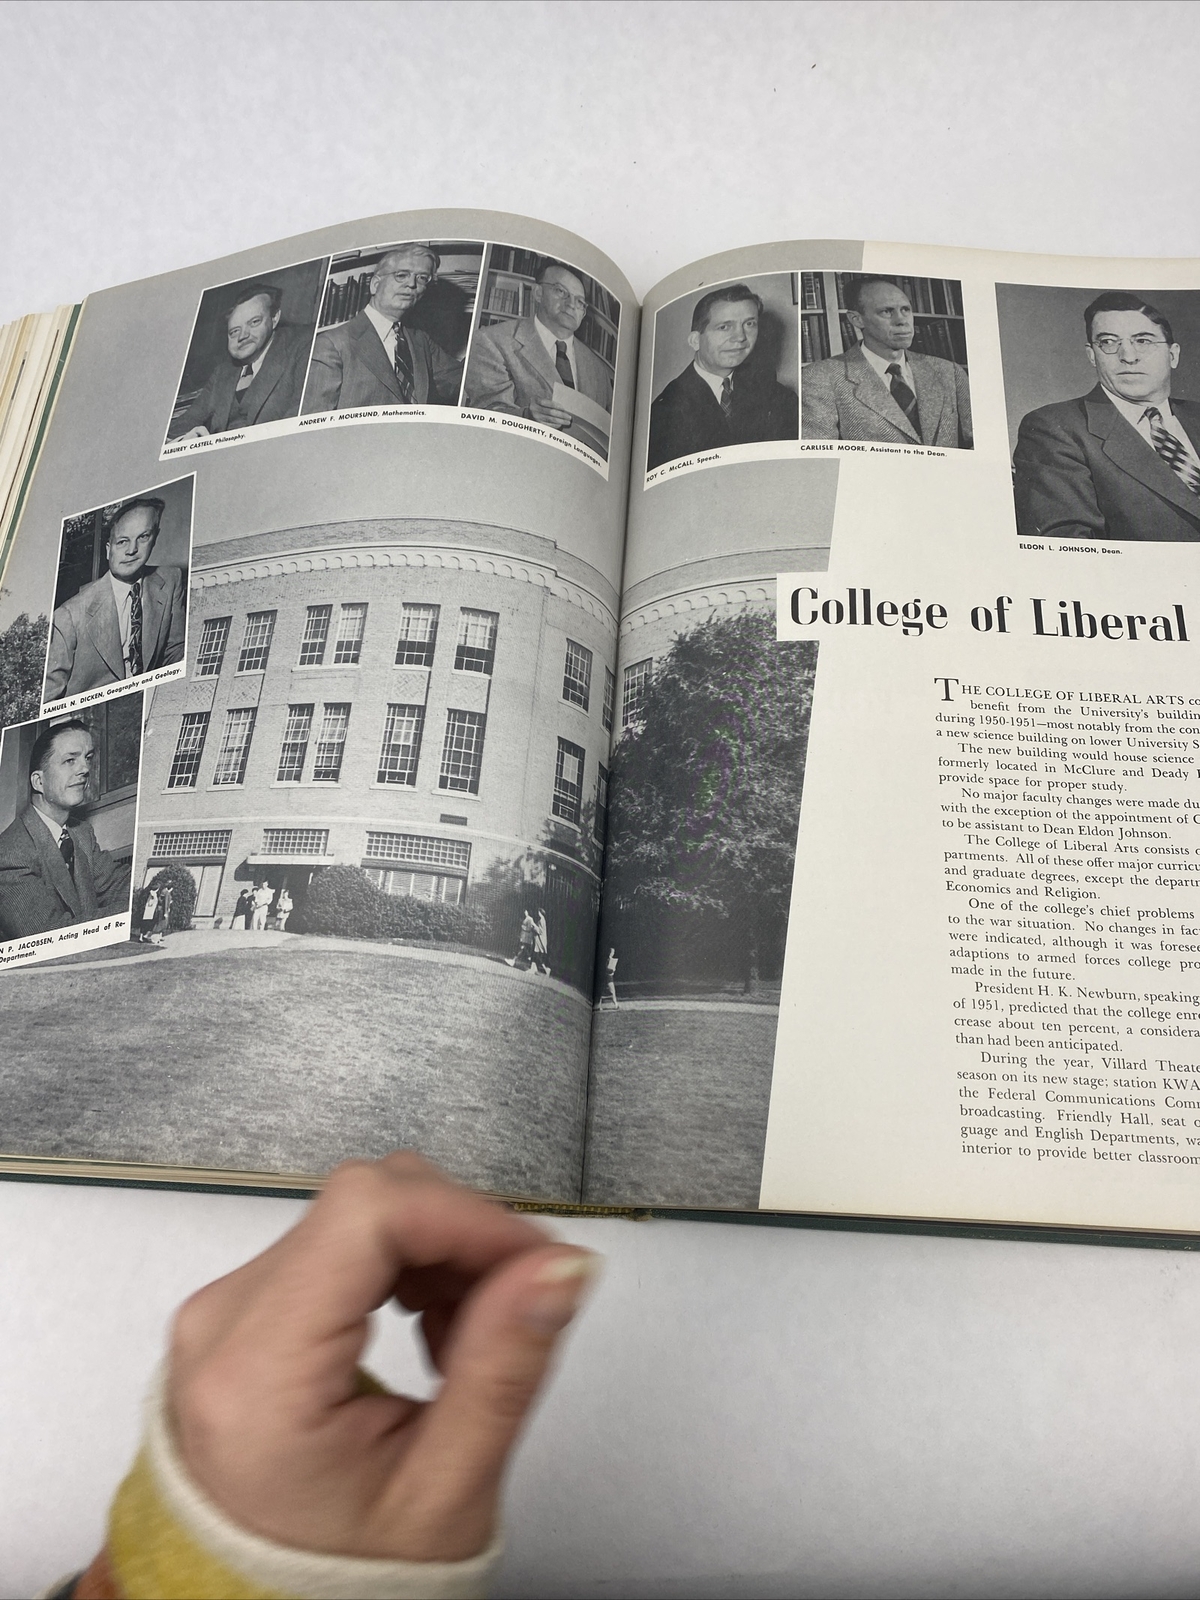 ALBUREY CASTELL, Philosophy.
ANDREW F. MOURSUND, Mathematics.
DAVID M. DOUGHERTY, Foreign Languages.
SAMUEL N. DICKEN, Geography and Geology.
N P. JACOBSEN, Acting Head of Re-
Department.
ROY C. McCALL, Speech.
CARLISLE MOORE, Assistant to the Dean.
ELDON L. JOHNSON, Dean.
College of Liberal
THE COLLEGE OF LIBERAL ARTS co
benefit from the University's buildin
during 1950-1951—most notably from the con
a new science building on lower University S
The new building would house science
formerly located in McClure and Deady
provide space for proper study.
No major faculty changes were made du
with the exception of the appointment of C
to be assistant to Dean Eldon Johnson.
The College of Liberal Arts consists o
partments. All of these offer major curricu
and graduate degrees, except the departm
Economics and Religion.
One of the college's chief problems
to the war situation. No changes in facu
were indicated, although it was foresee
adaptions to armed forces college pro
made in the future.
President H. K. Newburn, speaking
of 1951, predicted that the college enro
crease about ten percent, a considera
than had been anticipated.
During the year, Villard Theate
season on its new stage; station KWA
the Federal Communications Comm
broadcasting. Friendly Hall, seat o
guage and English Departments, wa
interior to provide better classroom